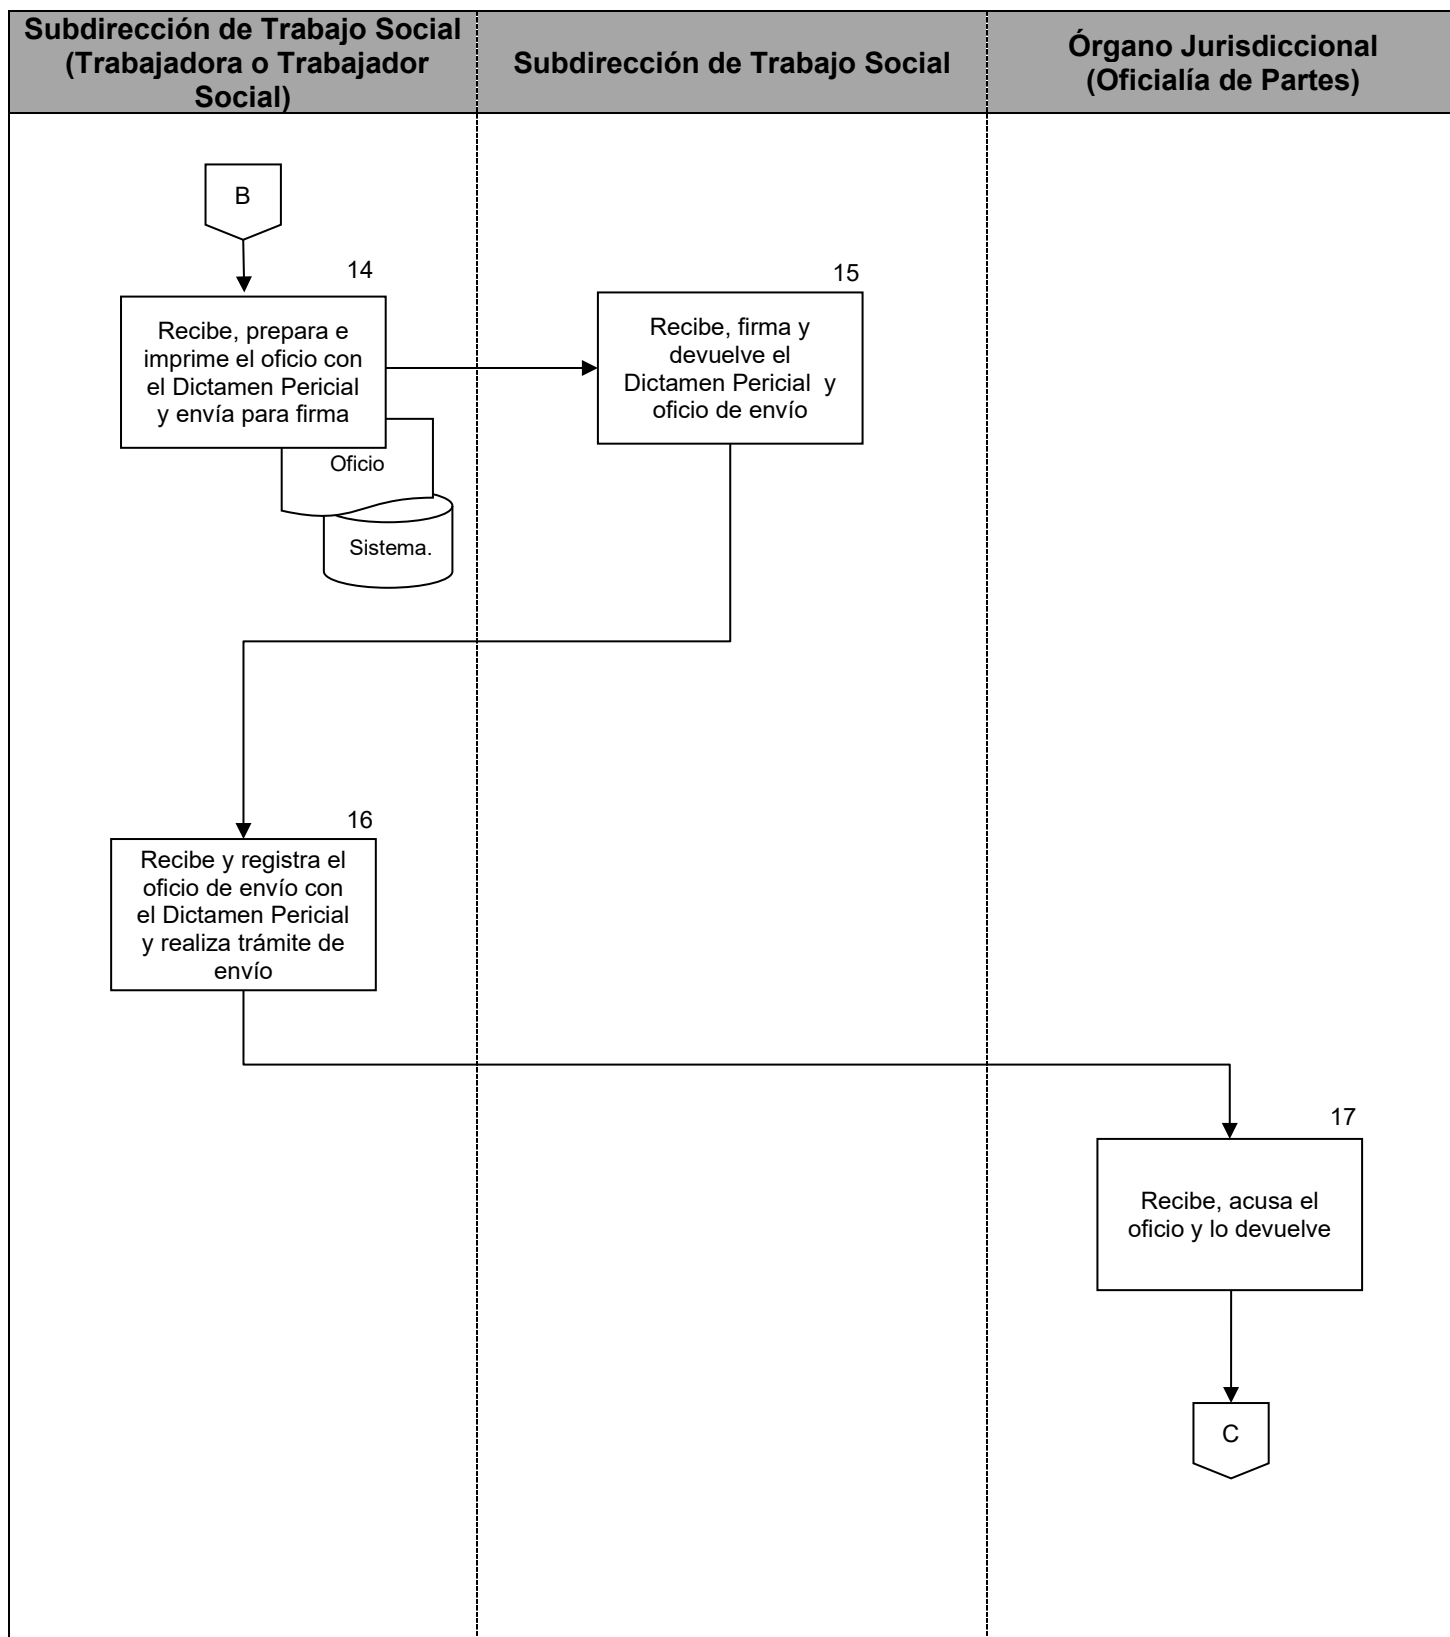 Subdirección de Trabajo Social
(Trabajadora o Trabajador
Social)
Subdirección de Trabajo Social
Órgano Jurisdiccional
(Oficialía de Partes)
B
14
Recibe, prepara e
imprime el oficio con
el Dictamen Pericial
y envía para firma
Oficio
Sistema.
15
Recibe, firma y
devuelve el
Dictamen Pericial y
oficio de envío
16
Recibe y registra el
oficio de envío con
el Dictamen Pericial
y realiza trámite de
envío
17
Recibe, acusa el
oficio y lo devuelve
C